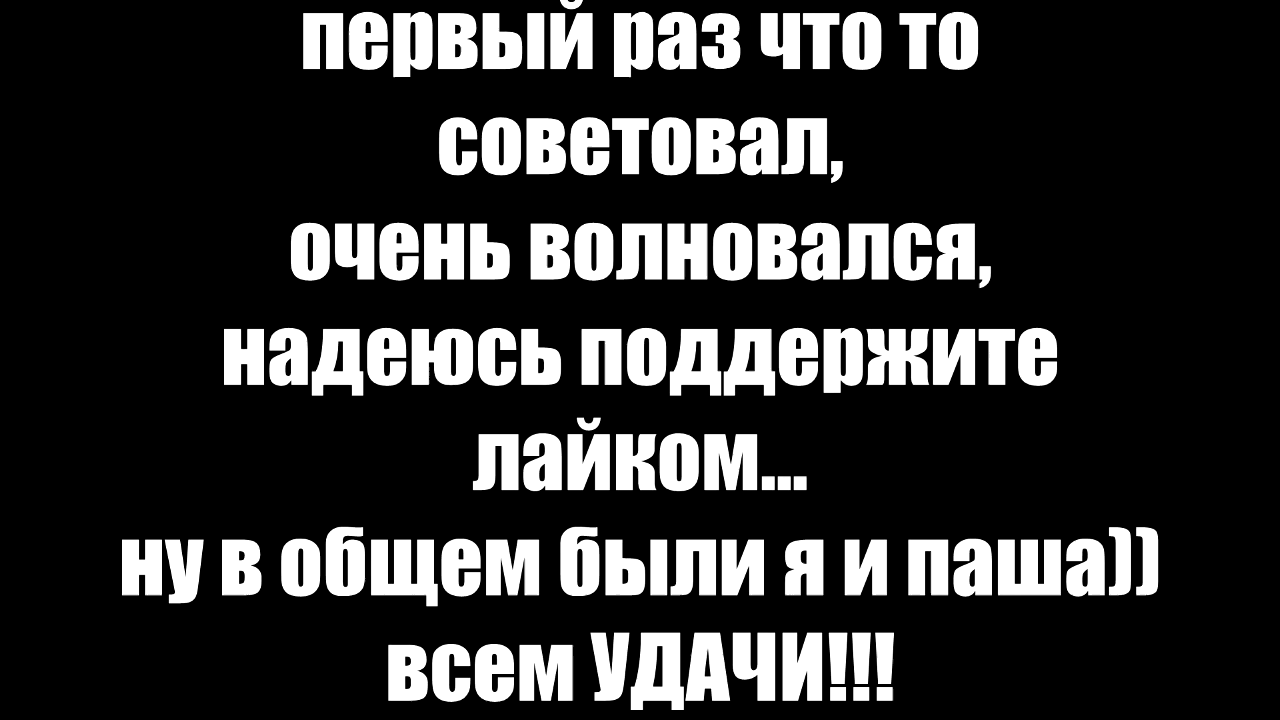 первый раз что то
советовал,
очень волновался,
надеюсь поддержите
лайком...
ну в общем были я и паша))
всем УДАЧИ!!!